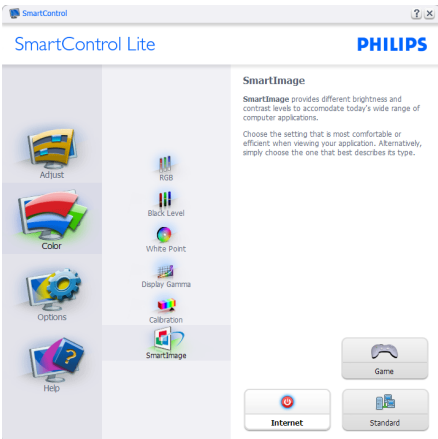 SmartControl
SmartControl Lite
PHILIPS
Adjust
Color
Options
Help
RGB
Black Level
White Point
Display Gamma
Calibration
SmartImage
SmartImage
SmartImage provides different brightness and
contrast levels to accomodate today's wide range of
computer applications.
Choose the setting that is most comfortable or
efficient when viewing your application. Alternatively,
simply choose the one that best describes its type.
Game
Internet
Standard